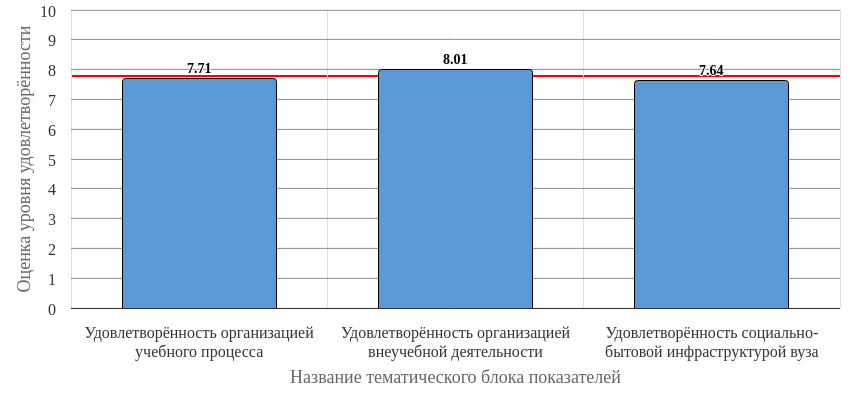 Оценка уровня удовлетворённости
10
9
8
7
6
5
4
3
2
1
0
7.71
8.01
7.64
Удовлетворённость организацией
учебного процесса
Удовлетворённость организацией
внеучебной деятельности
Удовлетворённость социально-
бытовой инфраструктурой вуза
Название тематического блока показателей